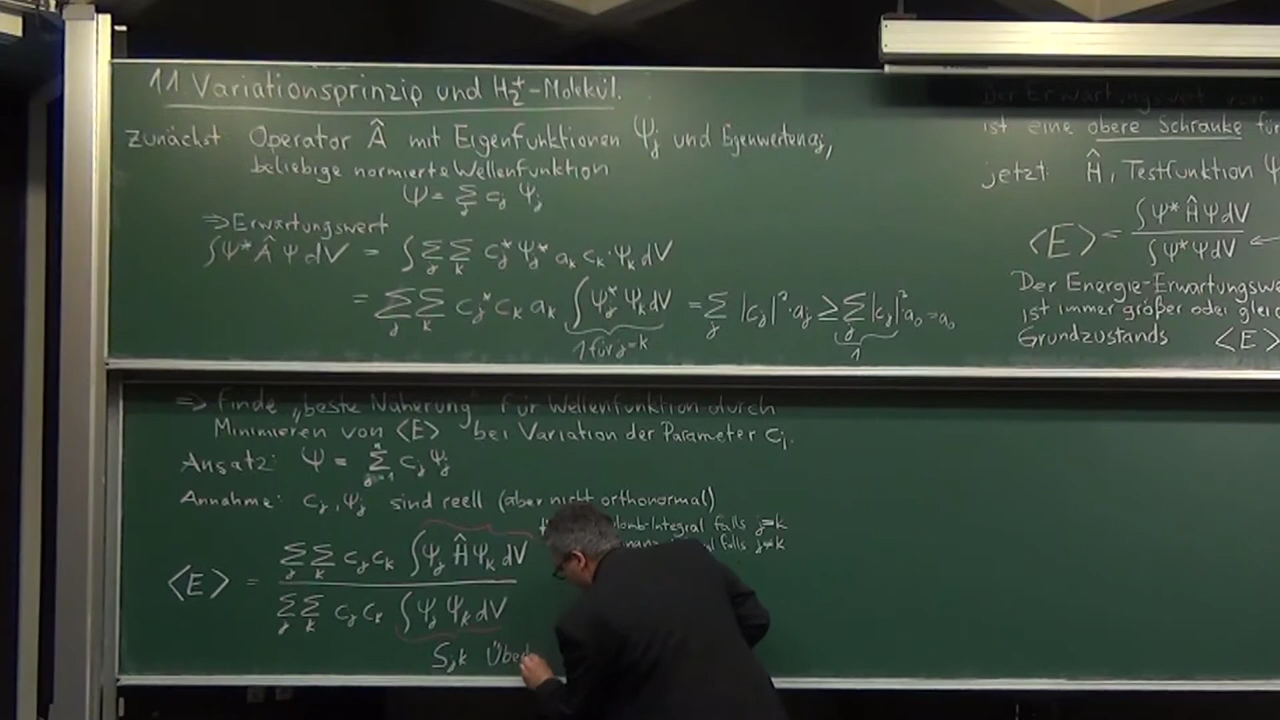 11. Variationsprinzip und H₂⁺-Molekül.
zunächst Operator Â mit Eigenfunktionen Ψj und Eigenwerten aj,
beliebige normierte Wellenfunktion
Ψ = Σj cj Ψj
⇒ Erwartungswert
∫Ψ* Â Ψ dV = ∫ Σj Σk cj* Ψj* ak ck · Ψk dV
= Σj Σk cj* ck ak ∫ Ψj* Ψk dV = Σj |cj|² · aj ≥ Σj |cj|² · a₀ = a₀
1 für j=k
1
Der Erwartungswert
ist eine obere Schranke für
jetzt: Ĥ, Testfunktion Ψ
⟨E⟩ = ∫Ψ* Ĥ Ψ dV / ∫Ψ* Ψ dV ←
Der Energie-Erwartungswe
ist immer größer oder glei
Grundzustands ⟨E⟩
⇒ finde „beste Näherung" für Wellenfunktion durch
Minimieren von ⟨E⟩ bei Variation der Parameter cj.
Ansatz: Ψ = Σ j=1 n cj Ψj
Annahme: cj, Ψj sind reell (aber nicht orthonormal)
lomb-Integral falls j=k
falls j≠k
⟨E⟩ = Σj Σk cj ck ∫Ψj Ĥ Ψk dV / Σj Σk cj ck ∫Ψj Ψk dV
Sjk Übe